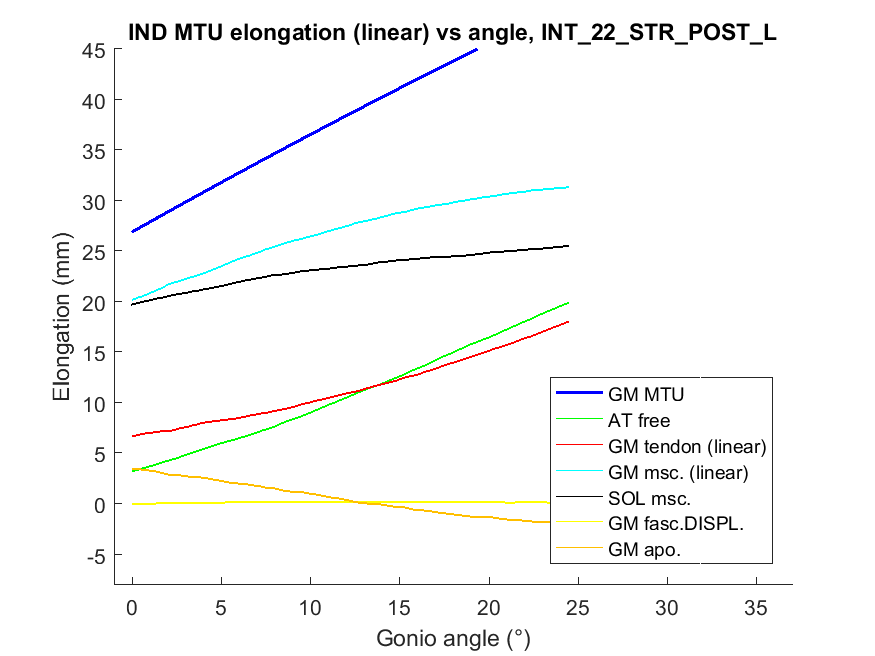 IND MTU elongation (linear) vs angle, INT_22_STR_POST_L
45
40
35
30
25
20
15
10
5
0
-5
Elongation (mm)
0 5 10 15 20 25 30 35
Gonio angle (°)
GM MTU
AT free
GM tendon (linear)
GM msc. (linear)
SOL msc.
GM fasc.DISPL.
GM apo.